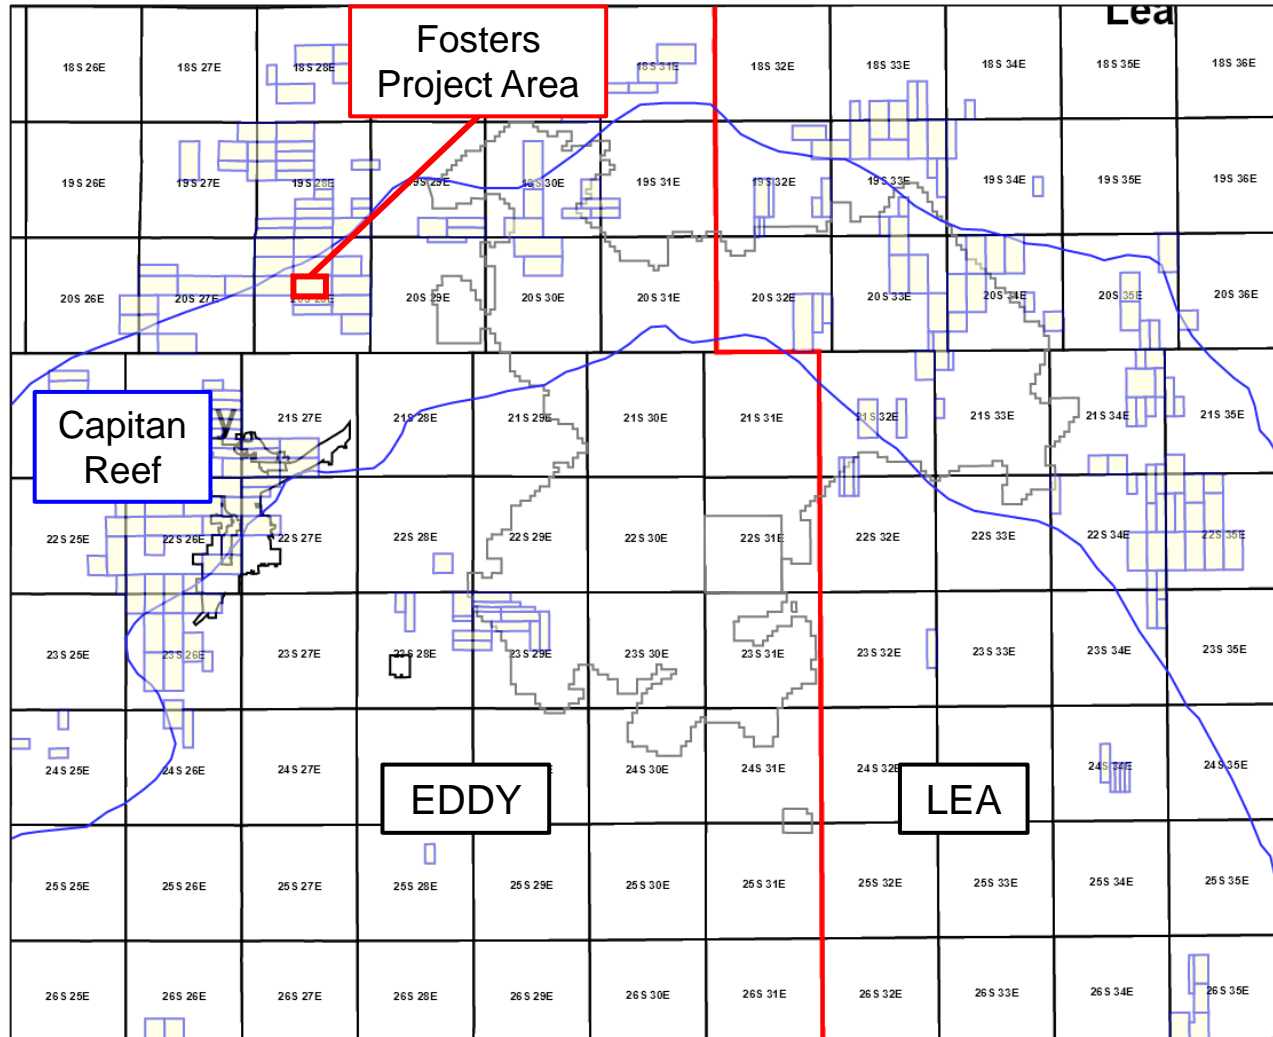 Lea
Fosters
Project Area
18S 26E
18S 27E
18S 28E
18S 31E
18S 32E
18S 33E
18S 34E
18S 35E
18S 36E
19S 26E
19S 27E
19S 28E
19S 29E
19S 30E
19S 31E
19S 32E
19S 33E
19S 34E
19S 35E
19S 36E
20S 26E
20S 27E
20S 28E
20S 29E
20S 30E
20S 31E
20S 32E
20S 33E
20S 34E
20S 35E
20S 36E
Capitan
Reef
y
21S 27E
21S 28E
21S 29E
21S 30E
21S 31E
21S 32E
21S 33E
21S 34E
21S 35E
22S 25E
22S 26E
22S 27E
22S 28E
22S 29E
22S 30E
22S 31E
22S 32E
22S 33E
22S 34E
22S 35E
23S 25E
23S 26E
23S 27E
23S 28E
23S 29E
23S 30E
23S 31E
23S 32E
23S 33E
23S 34E
23S 35E
24S 25E
24S 26E
24S 27E
24S 30E
24S 31E
24S 32E
24S 34E
24S 35E
EDDY
LEA
25S 25E
25S 26E
25S 27E
25S 28E
25S 29E
25S 30E
25S 31E
25S 32E
25S 33E
25S 34E
25S 35E
26S 25E
26S 26E
26S 27E
26S 28E
26S 29E
26S 30E
26S 31E
26S 32E
26S 33E
26S 34E
26S 35E